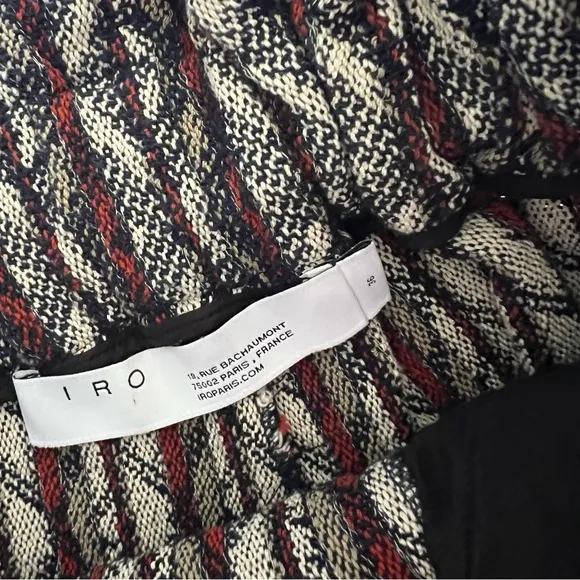 IRO
18, RUE BACHAUMONT
75002 PARIS, FRANCE
IROPARIS.COM